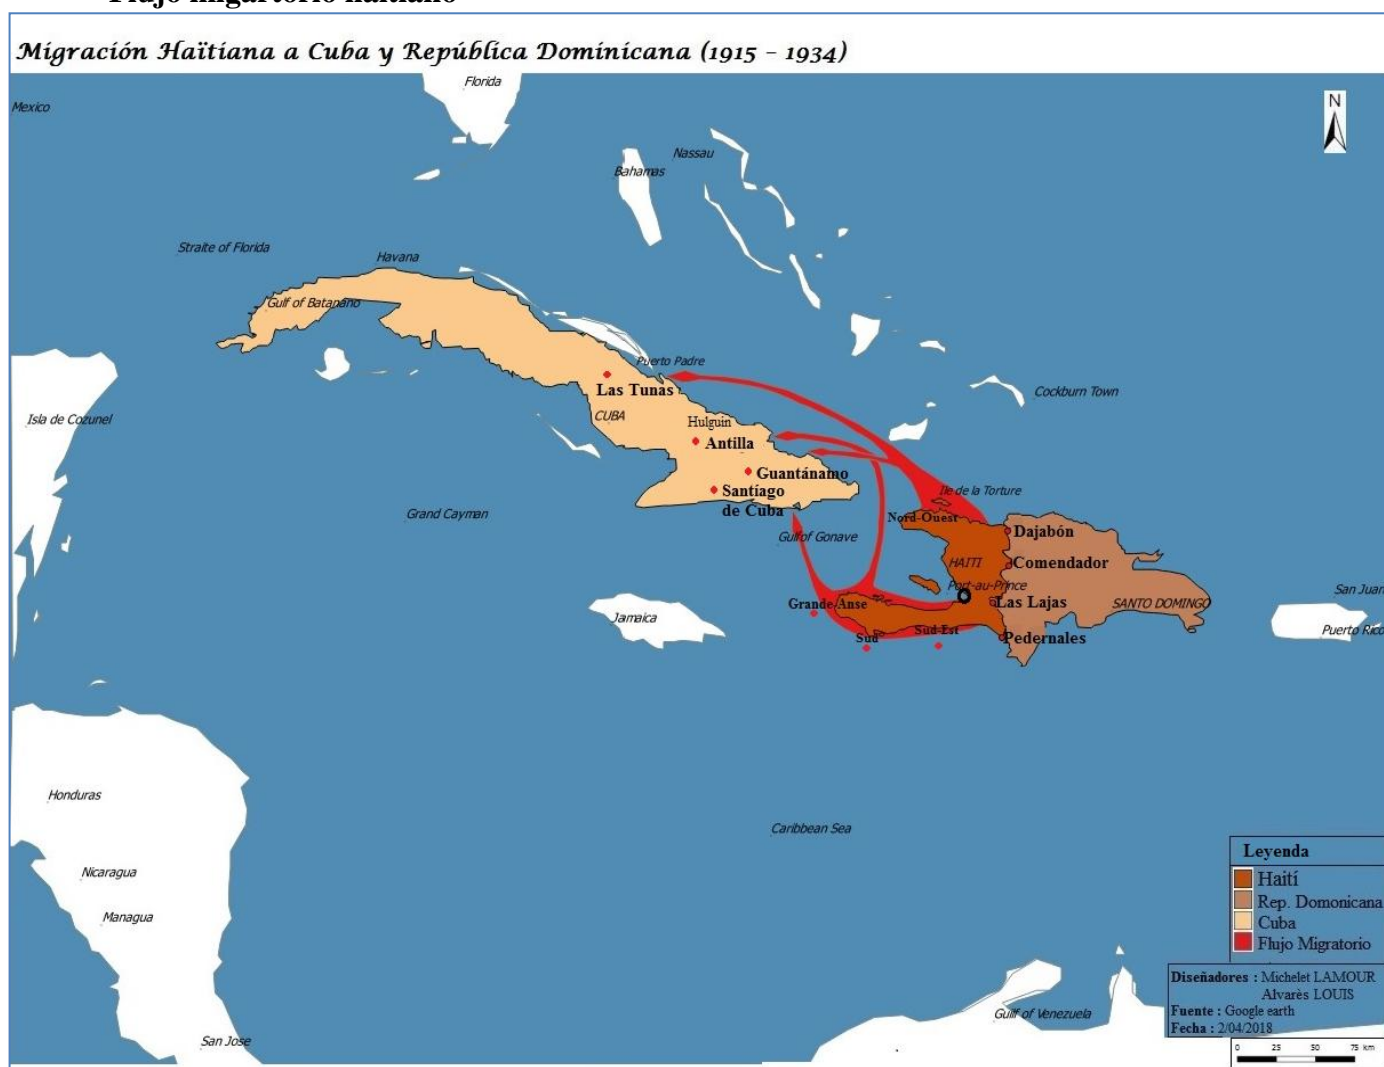 Flujo migartorio haitiano
Migración Haïtiana a Cuba y República Dominicana (1915 – 1934)
Florida
Mexico
N
Nassau
Bahamas
Straite of Florida
Havana
Gulf of Batanano
Puerto Padre
Las Tunas
Cockburn Town
CUBA
Isla de Cozunel
Hulguin
Antilla
Guantánamo
Santíago
de Cuba
Ile de la Torture
Grand Cayman
Nord-Ouest
Gulf of Gonave
Dajabón
HAITI
Comendador
Port-au-Prince
San Juan
Grande-Anse
Las Lajas
SANTO DOMINGO
Jamaica
Puerto Rico
Sud
Sud-Est
Pedernales
Honduras
Caribbean Sea
Leyenda
Haití
Rep. Domonicana
Cuba
Flujo Migratorio
Nicaragua
Managua
Diseñadores : Michelet LAMOUR
Alvarès LOUIS
Fuente : Google earth
Fecha : 2/04/2018
Gulf of Venezuela
San Jose
0 25 50 75 km